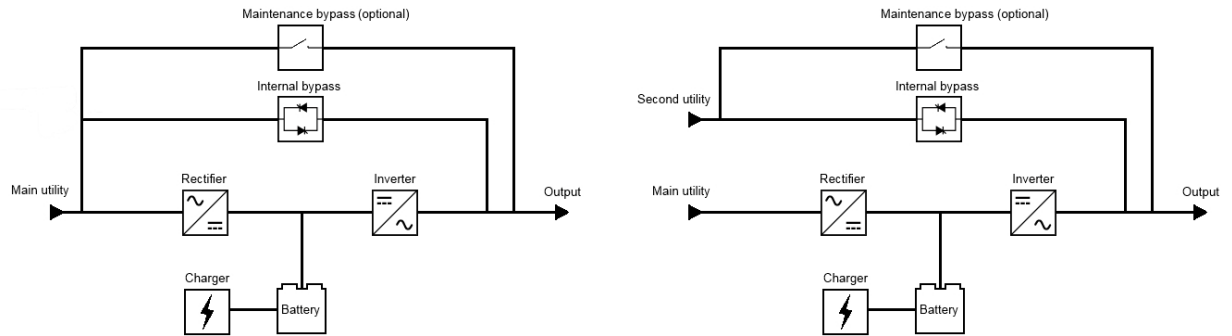 Maintenance bypass (optional)
Internal bypass
Main utility
Rectifier
Inverter
Output
Charger
Battery
Maintenance bypass (optional)
Second utility
Internal bypass
Main utility
Rectifier
Inverter
Output
Charger
Battery